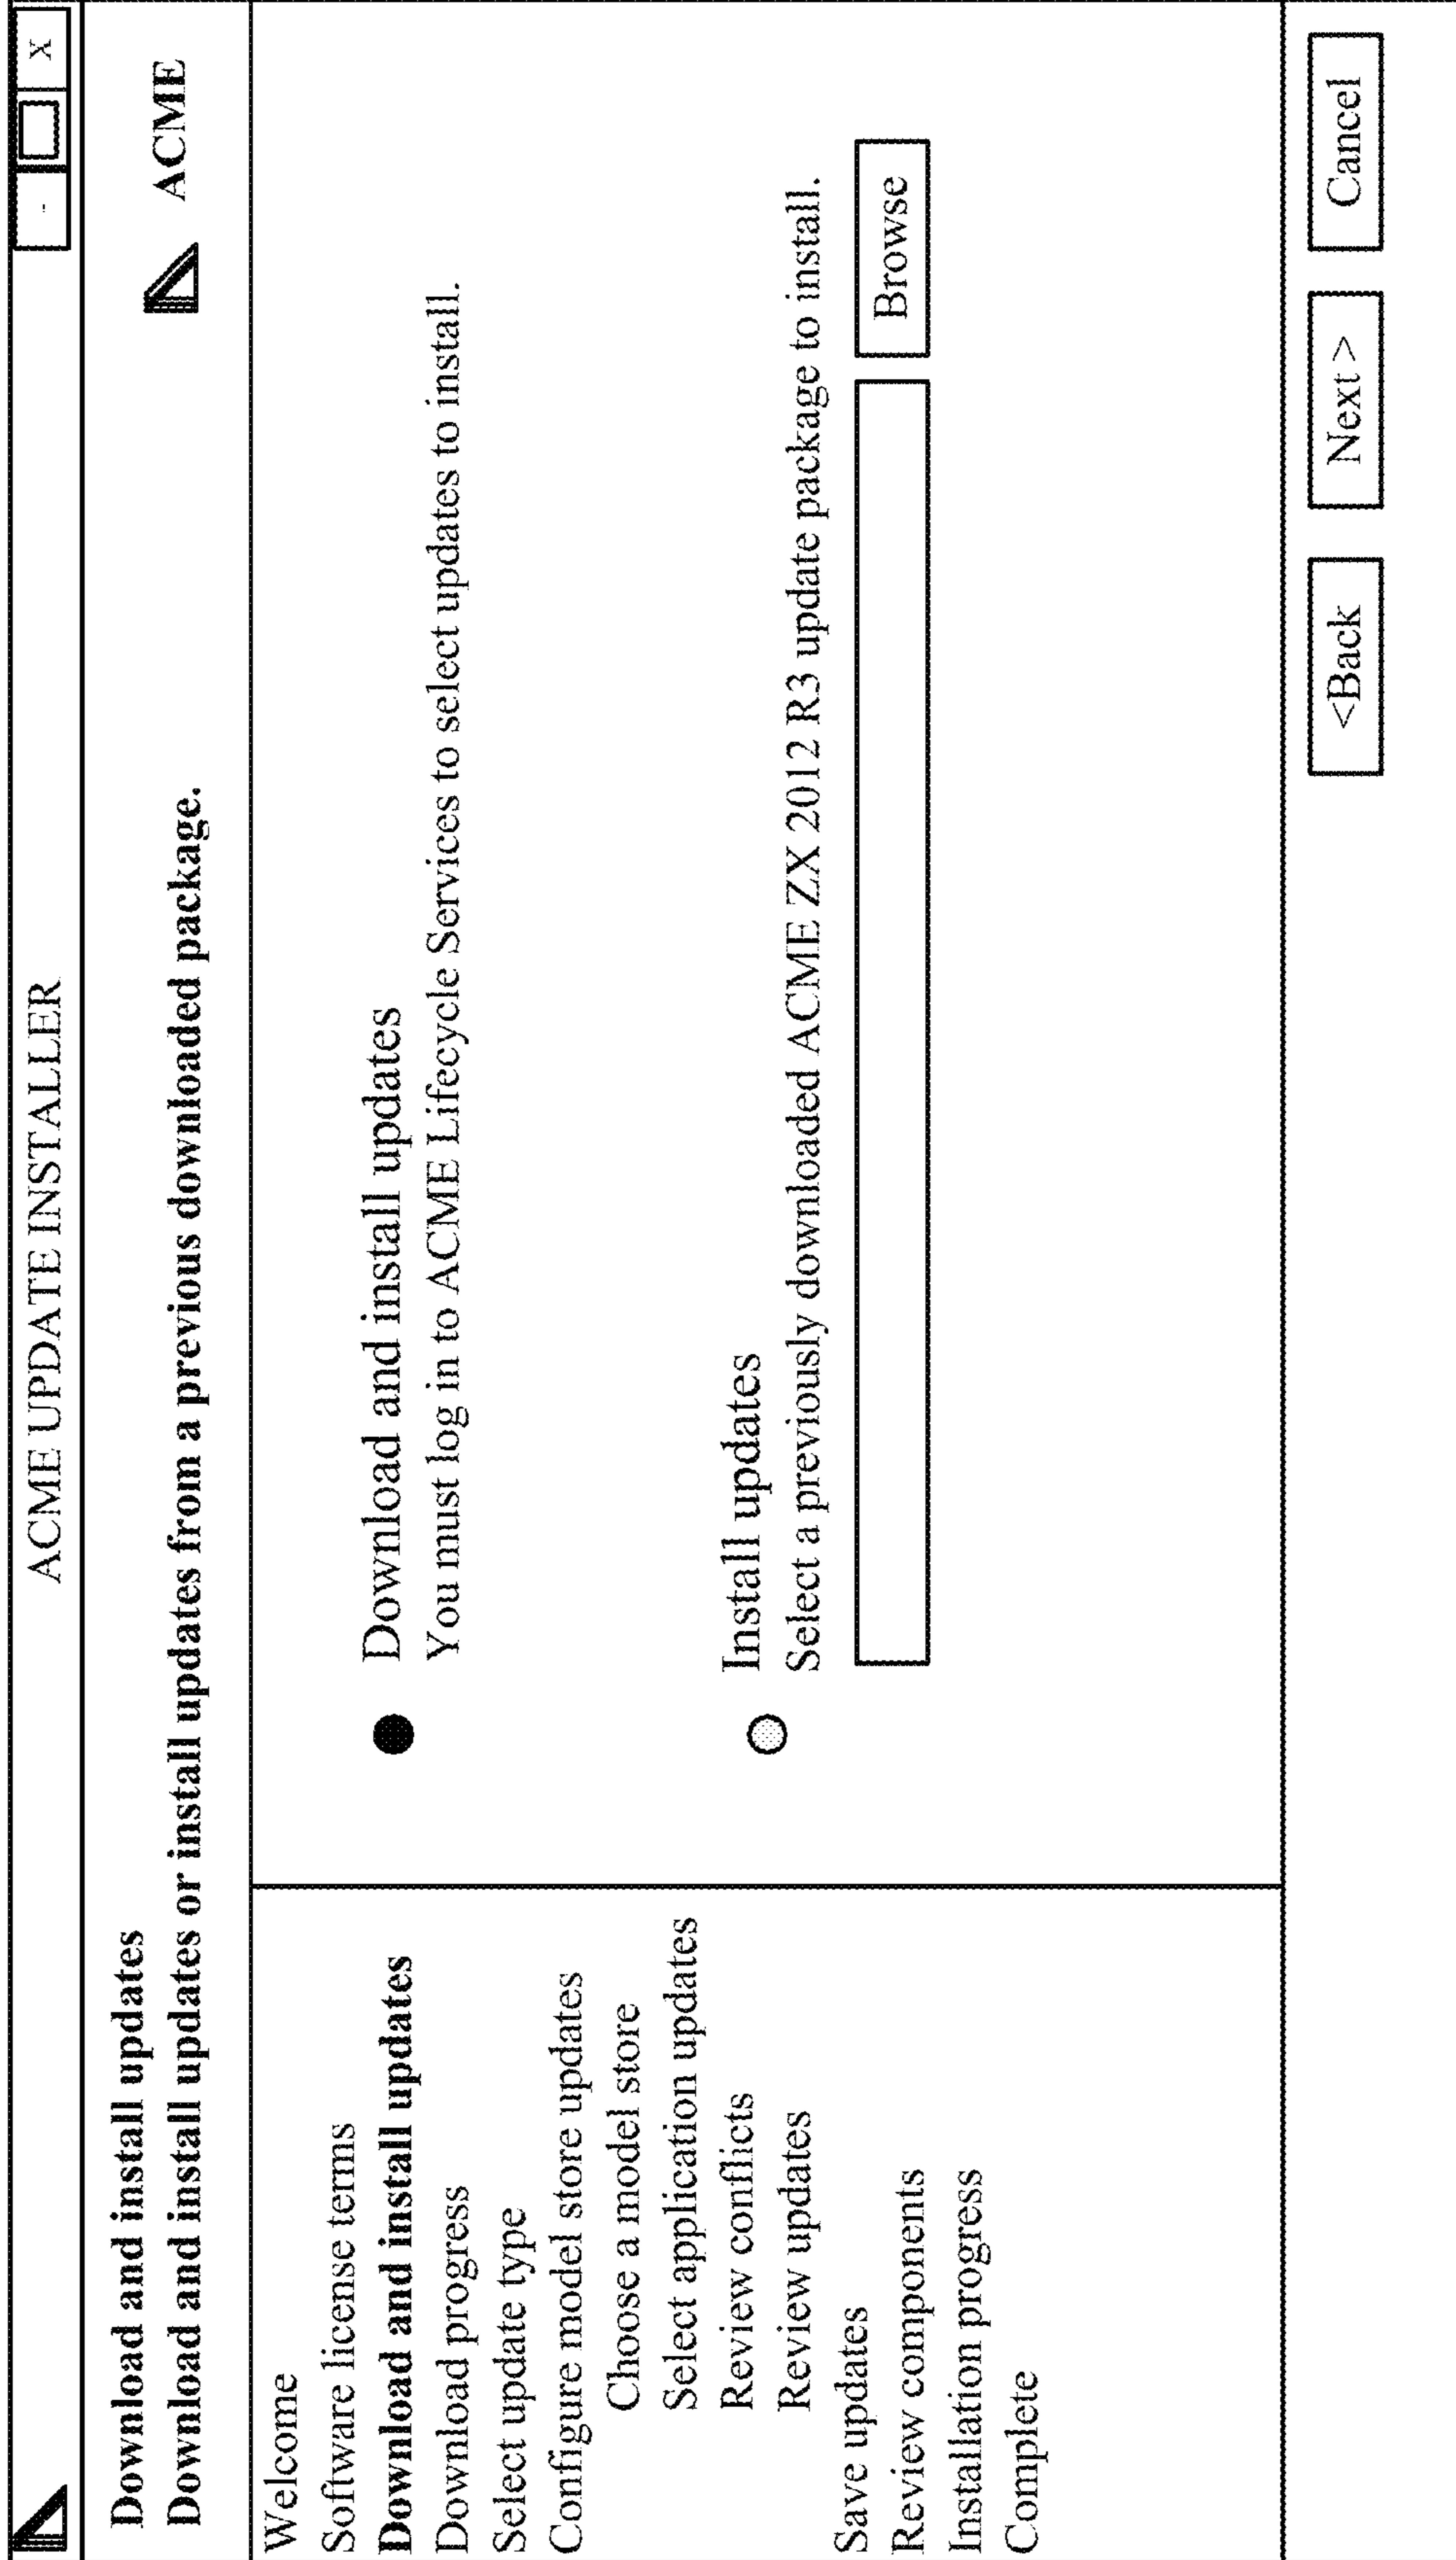 ACME UPDATE INSTALLER
- X
Download and install updates
Download and install updates or install updates from a previous downloaded package.
ACME
Welcome
Software license terms
Download and install updates
Download progress
Select update type
Configure model store updates
Choose a model store
Select application updates
Review conflicts
Review updates
Save updates
Review components
Installation progress
Complete
Download and install updates
You must log in to ACME Lifecycle Services to select updates to install.
Install updates
Select a previously downloaded ACME ZX 2012 R3 update package to install.
Browse
<Back
Next >
Cancel